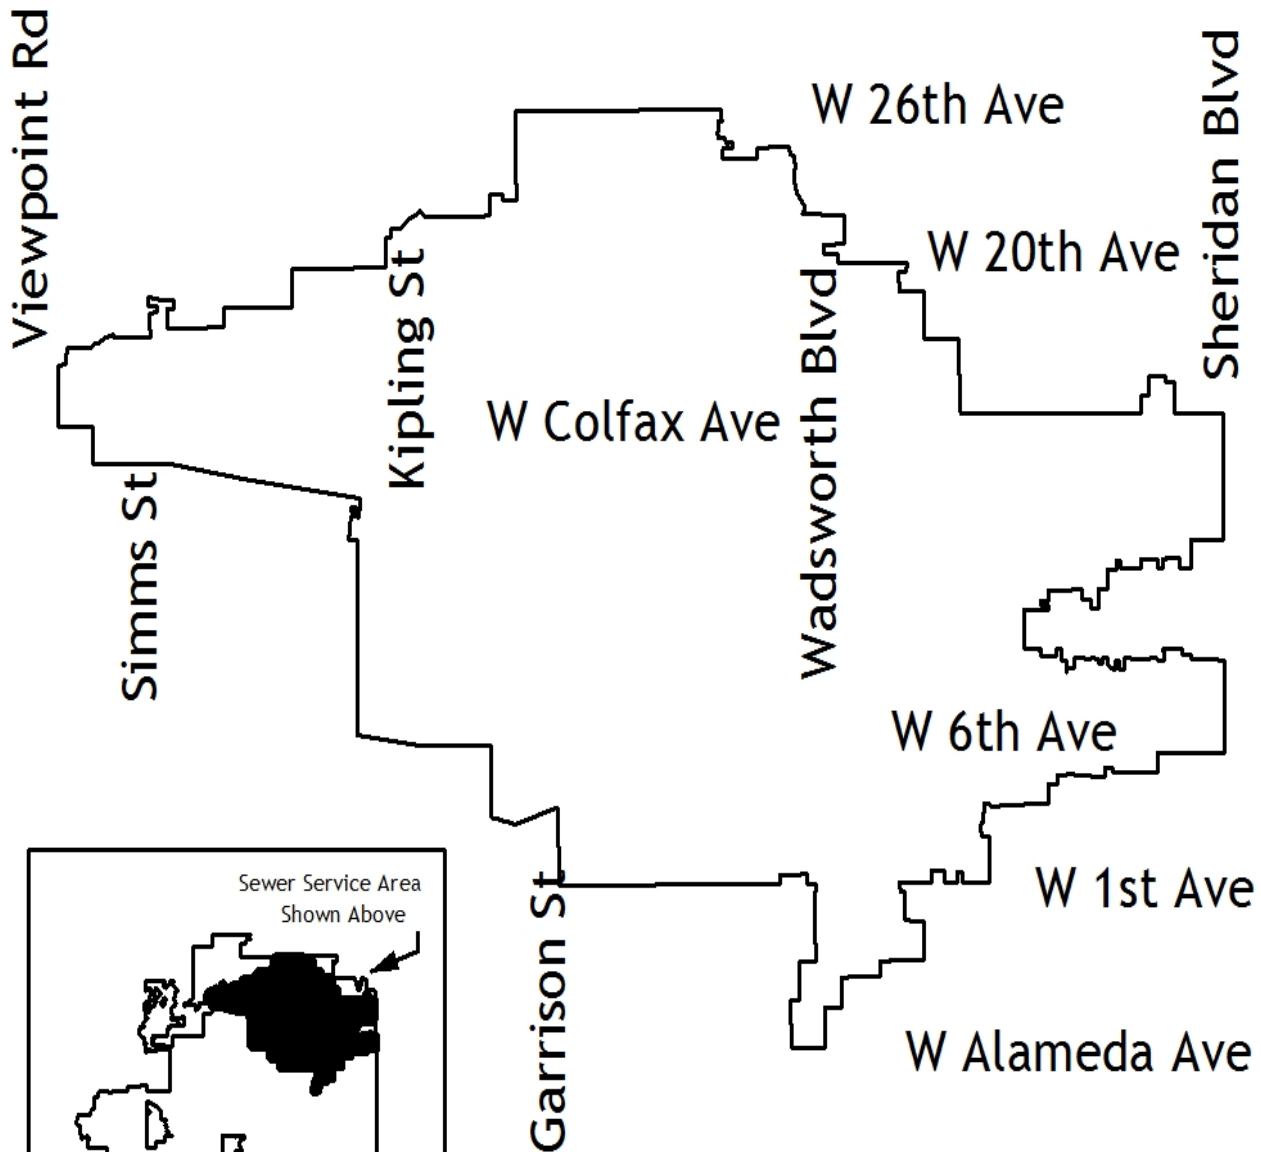 Viewpoint Rd
W 26th Ave
Sheridan Blvd
W 20th Ave
Kipling St
Wadsworth Blvd
W Colfax Ave
Simms St
W 6th Ave
Sewer Service Area
Shown Above
Garrison St
W 1st Ave
W Alameda Ave